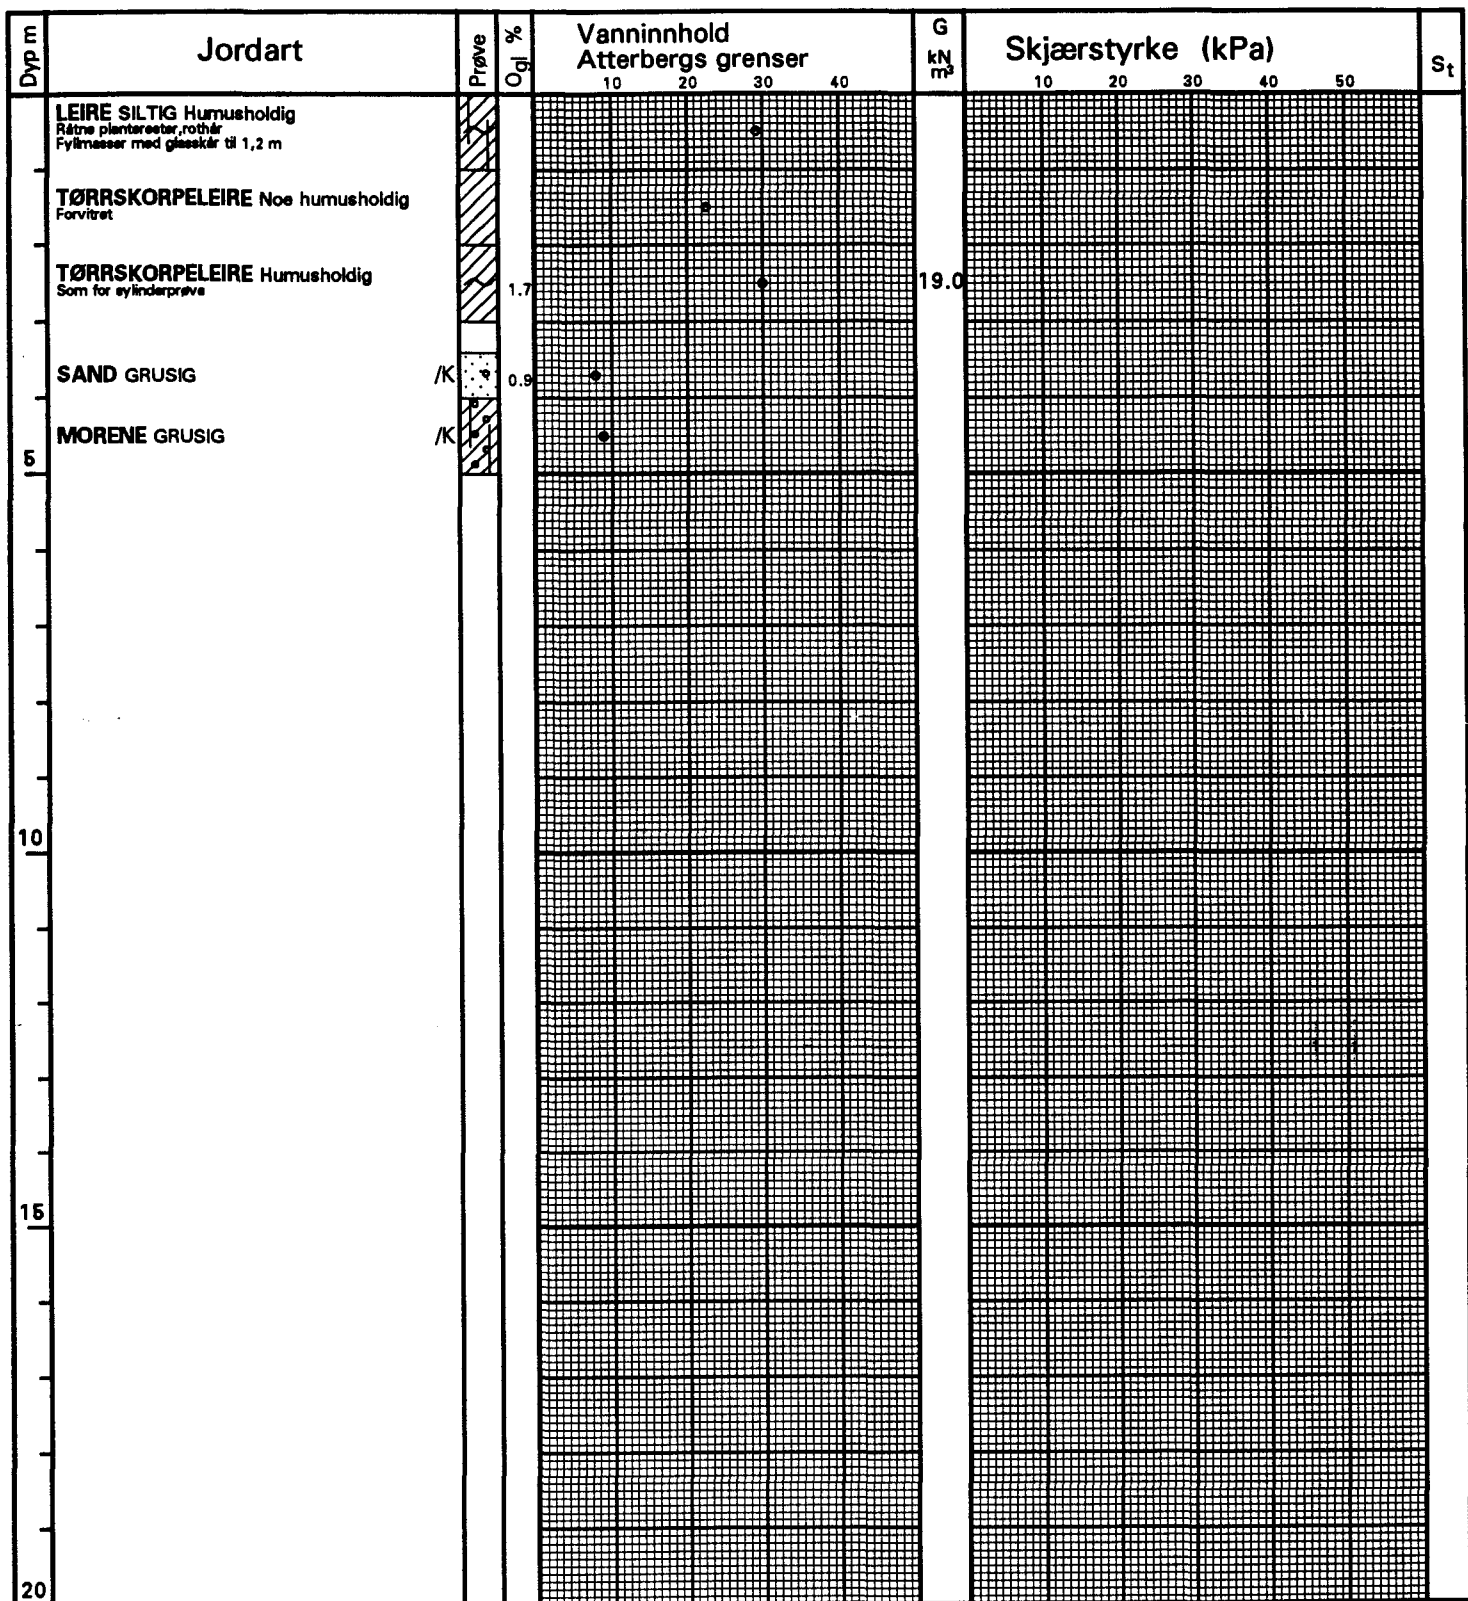 Dyp m
Jordart
Prøve
Ogl %
Vanninnhold
Atterbergs grenser
10 20 30 40
G
kN
m³
Skjærstyrke (kPa)
10 20 30 40 50
St
LEIRE SILTIG Humusholdig
Råtne planterester,rothår
Fyllmasser med glasskår til 1,2 m
TØRRSKORPELEIRE Noe humusholdig
Forvitret
TØRRSKORPELEIRE Humusholdig
Som for sylinderprøve
1.7
19.0
SAND GRUSIG /K
0.9
MORENE GRUSIG /K
5
10
15
20